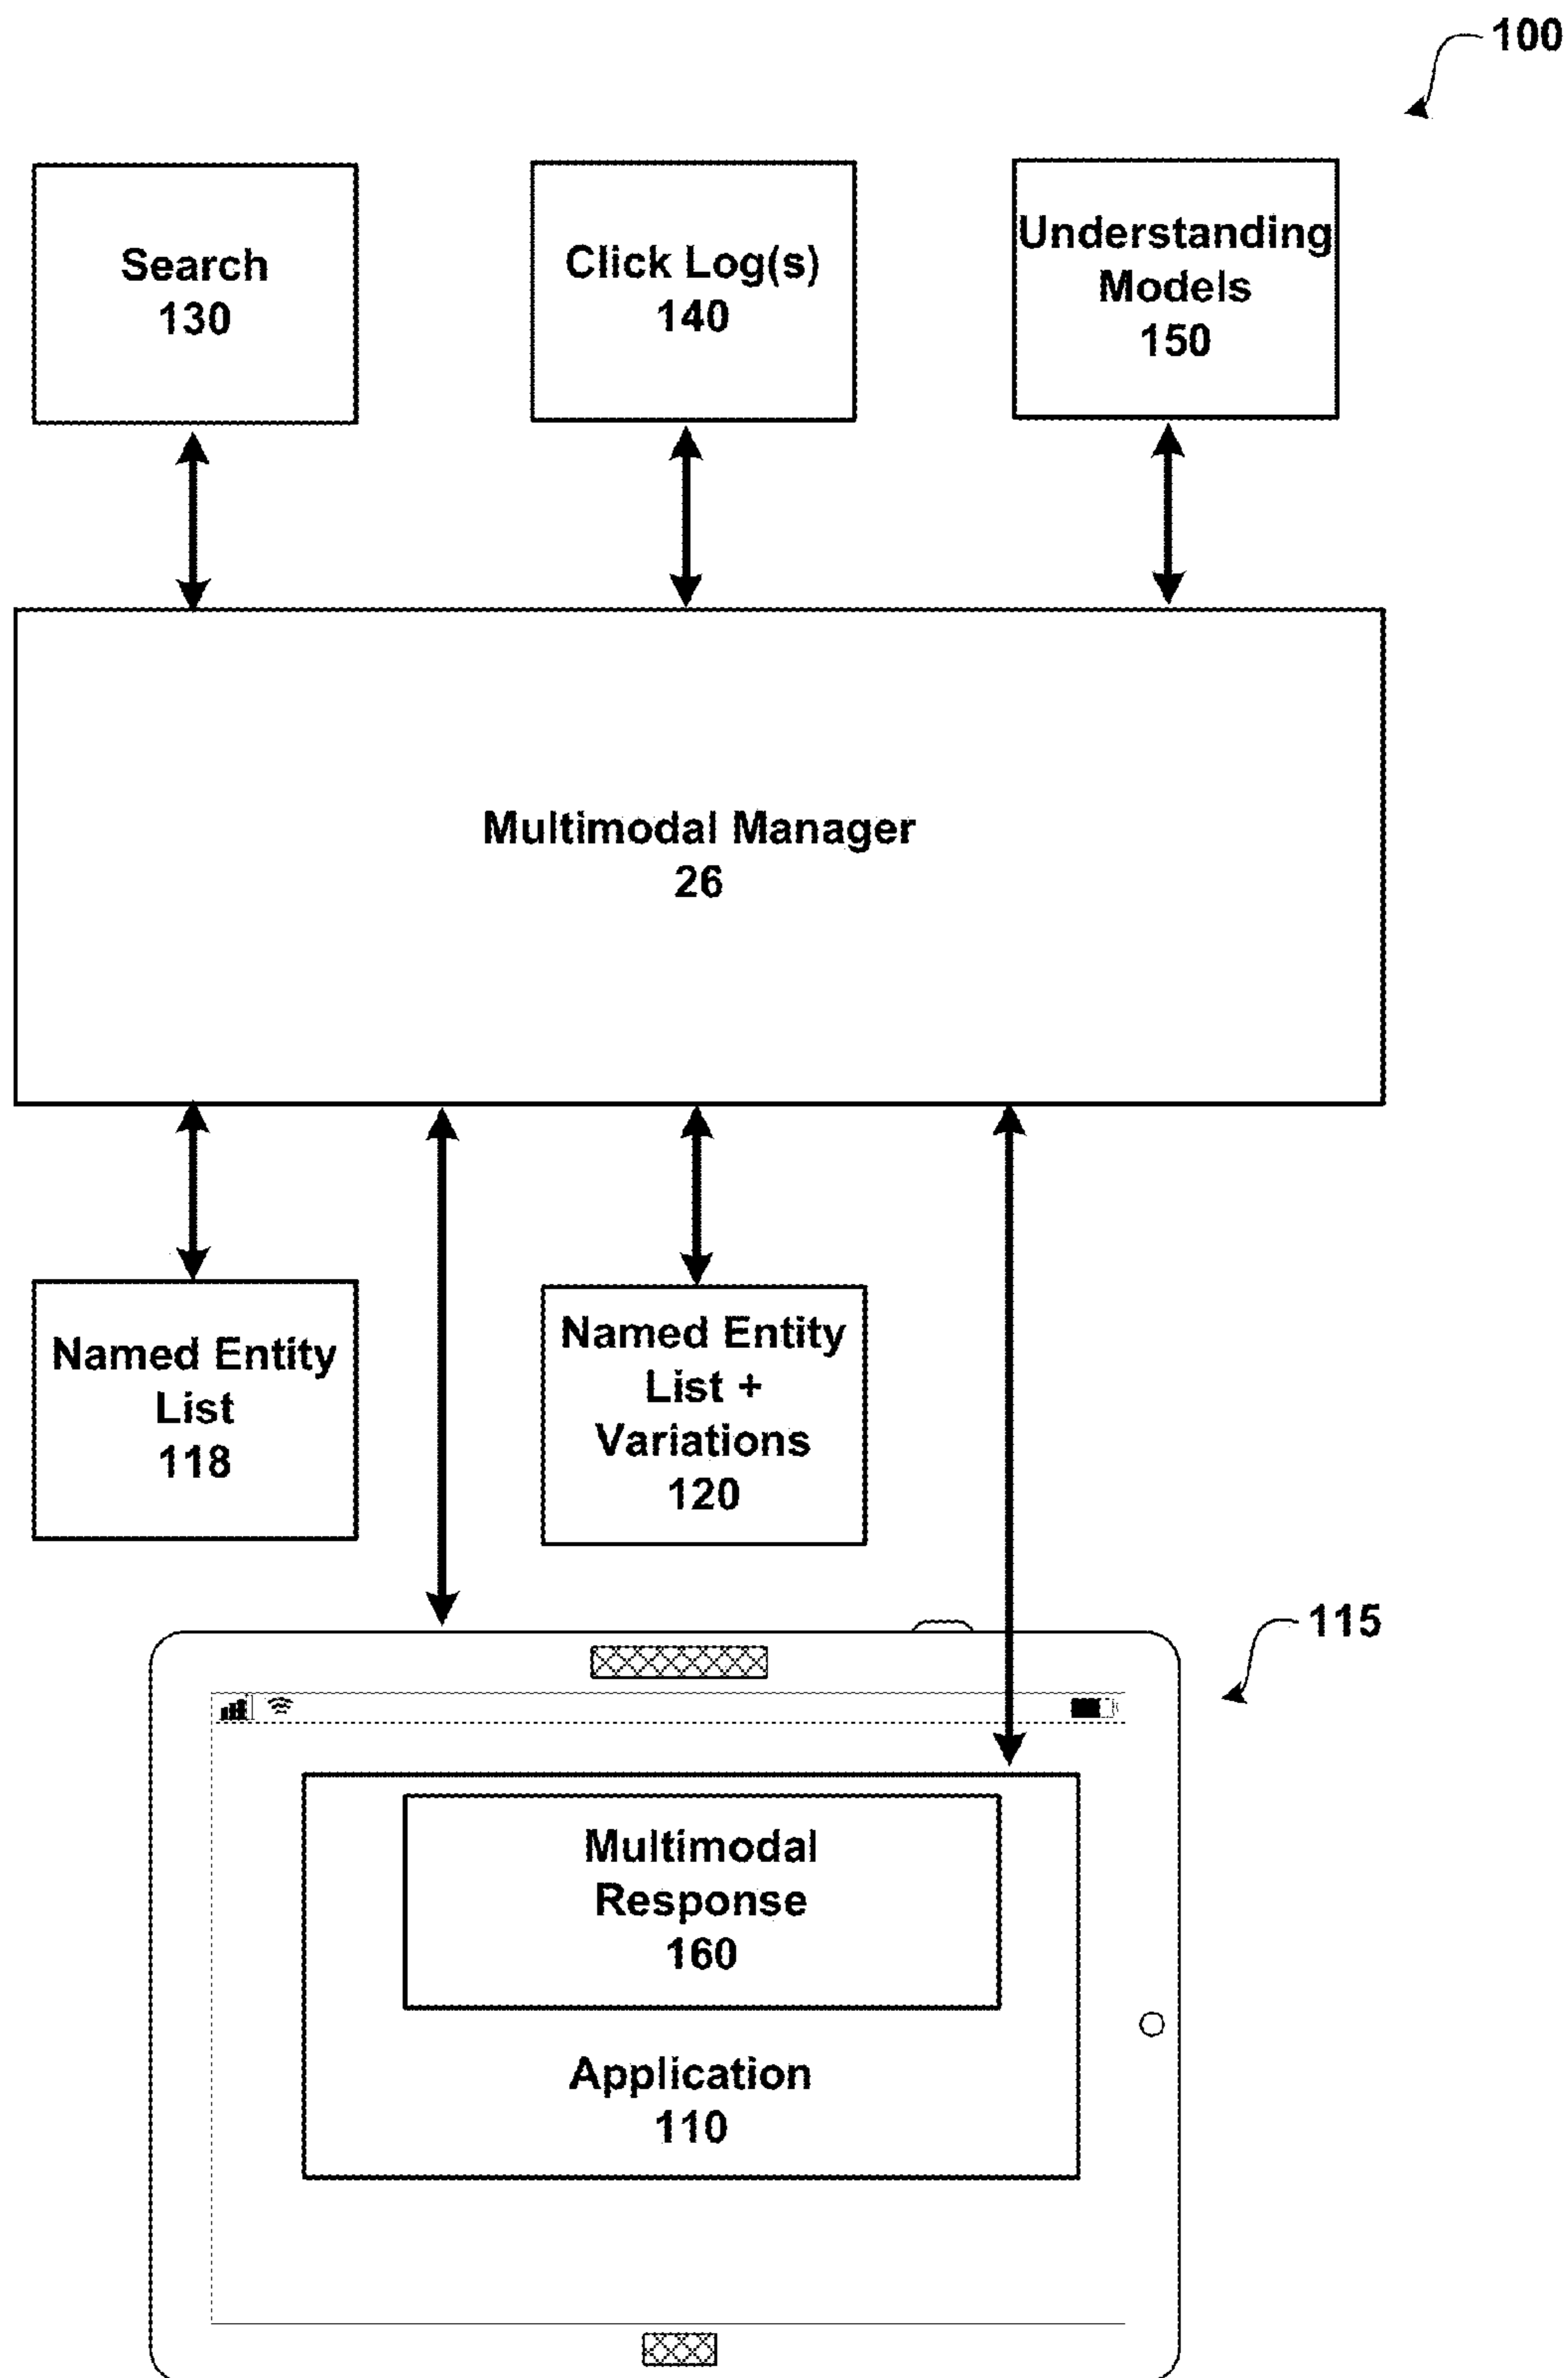 100
Search
130
Click Log(s)
140
Understanding
Models
150
Multimodal Manager
26
Named Entity
List
118
Named Entity
List +
Variations
120
115
Multimodal
Response
160
Application
110